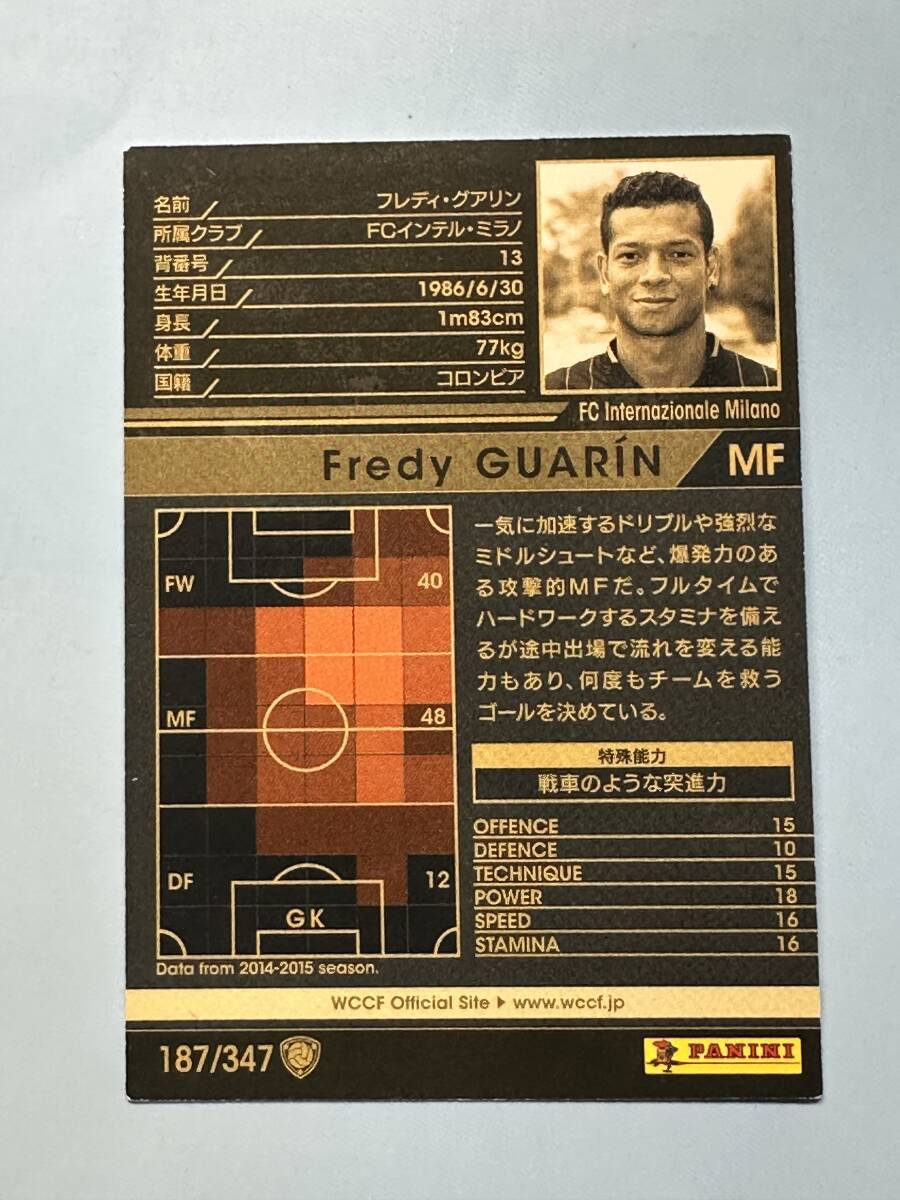 名前 フレディ・グアリン
所属クラブ FCインテル・ミラノ
背番号 13
生年月日 1986/6/30
身長 1m83cm
体重 77kg
国籍 コロンビア
FC Internazionale Milano
Fredy GUARÍN MF
FW 40
MF 48
DF 12
GK
Data from 2014-2015 season.
一気に加速するドリブルや強烈な
ミドルシュートなど、爆発力のあ
る攻撃的MFだ。フルタイムで
ハードワークするスタミナを備え
るが途中出場で流れを変える能
力もあり、何度もチームを救う
ゴールを決めている。
特殊能力
戦車のような突進力
OFFENCE 15
DEFENCE 10
TECHNIQUE 15
POWER 18
SPEED 16
STAMINA 16
WCCF Official Site ▶ www.wccf.jp
187/347
PANINI